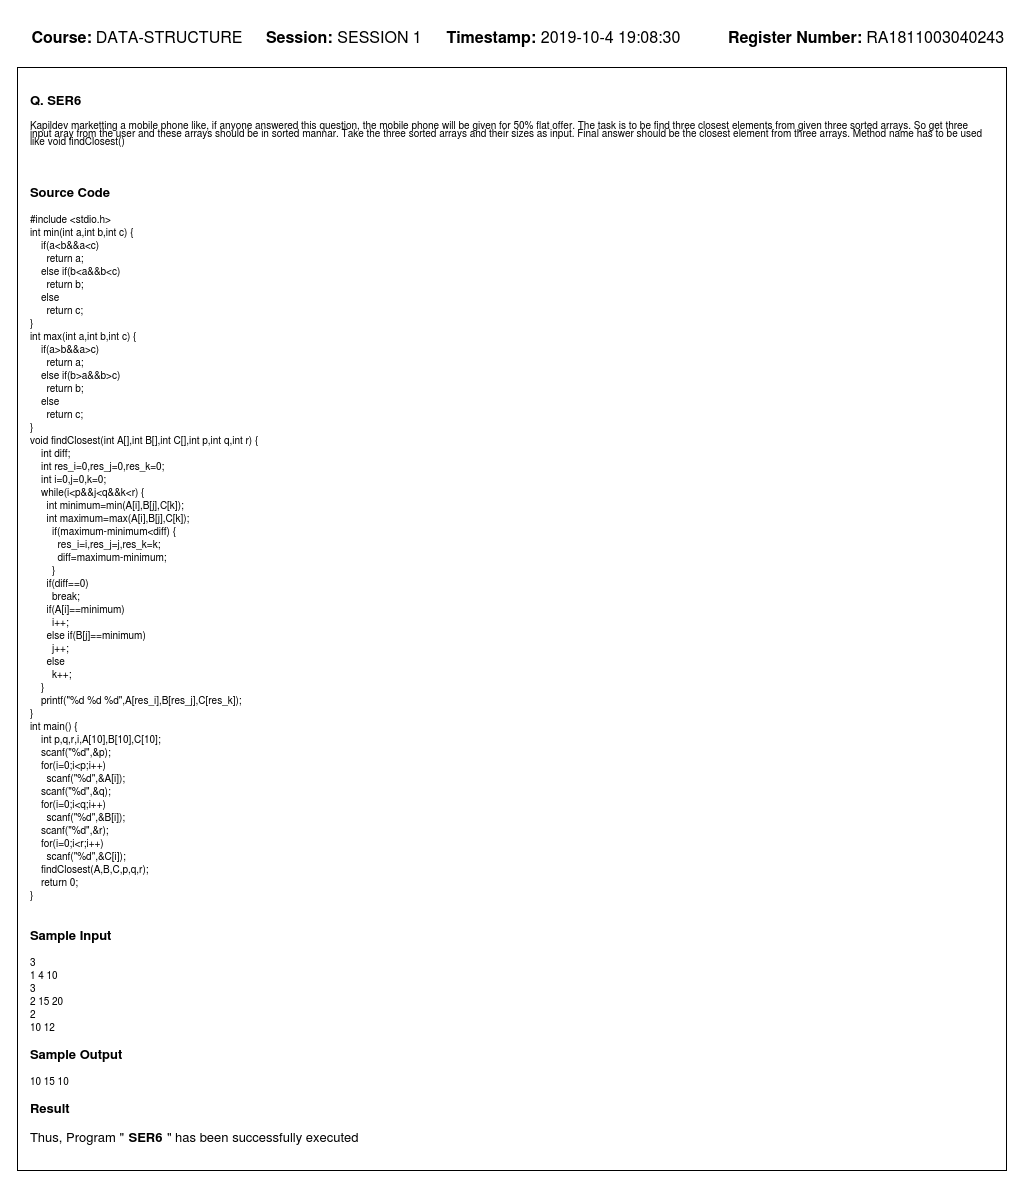 Course: DATA-STRUCTURE Session: SESSION 1 Timestamp: 2019-10-4 19:08:30 Register Number: RA1811003040243
Q. SER6
Kapildev marketting a mobile phone like, if anyone answered this question, the mobile phone will be given for 50% flat offer. The task is to be find three closest elements from given three sorted arrays. So get three
input aray from the user and these arrays should be in sorted mannar. Take the three sorted arrays and their sizes as input. Final answer should be the closest element from three arrays. Method name has to be used
like void findClosest()
Source Code
#include <stdio.h>
int min(int a,int b,int c) {
if(a<b&&a<c)
return a;
else if(b<a&&b<c)
return b;
else
return c;
}
int max(int a,int b,int c) {
if(a>b&&a>c)
return a;
else if(b>a&&b>c)
return b;
else
return c;
}
void findClosest(int A[],int B[],int C[],int p,int q,int r) {
int diff;
int res_i=0,res_j=0,res_k=0;
int i=0,j=0,k=0;
while(i<p&&j<q&&k<r) {
int minimum=min(A[i],B[j],C[k]);
int maximum=max(A[i],B[j],C[k]);
if(maximum-minimum<diff) {
res_i=i,res_j=j,res_k=k;
diff=maximum-minimum;
}
if(diff==0)
break;
if(A[i]==minimum)
i++;
else if(B[j]==minimum)
j++;
else
k++;
}
printf("%d %d %d",A[res_i],B[res_j],C[res_k]);
}
int main() {
int p,q,r,i,A[10],B[10],C[10];
scanf("%d",&p);
for(i=0;i<p;i++)
scanf("%d",&A[i]);
scanf("%d",&q);
for(i=0;i<q;i++)
scanf("%d",&B[i]);
scanf("%d",&r);
for(i=0;i<r;i++)
scanf("%d",&C[i]);
findClosest(A,B,C,p,q,r);
return 0;
}
Sample Input
3
1 4 10
3
2 15 20
2
10 12
Sample Output
10 15 10
Result
Thus, Program " SER6 " has been successfully executed